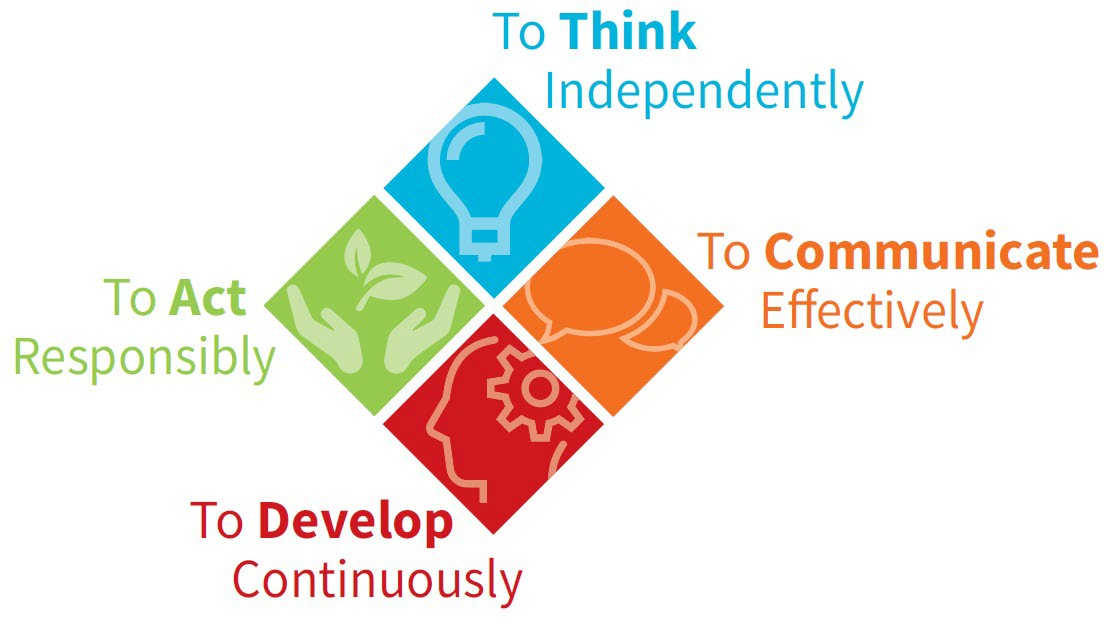 To Think
Independently
To Communicate
Effectively
To Act
Responsibly
To Develop
Continuously